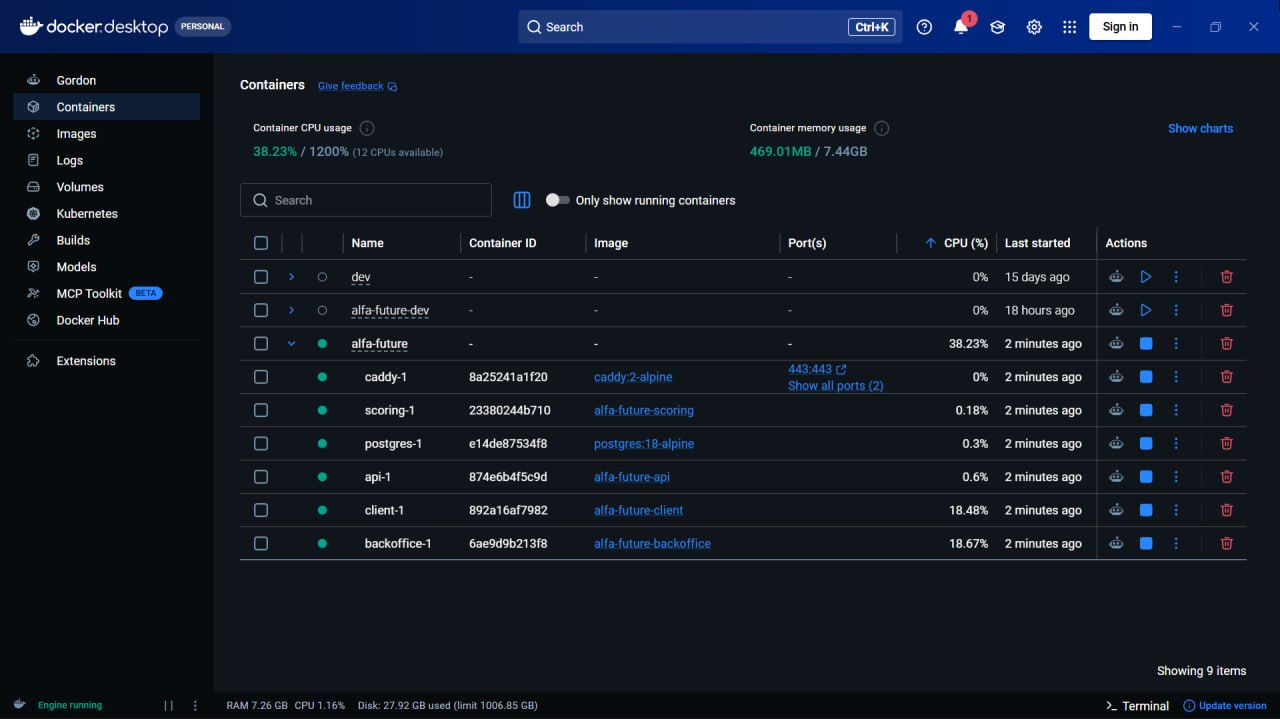 docker.desktop PERSONAL Search Ctrl+K 1 Sign in
Gordon
Containers
Images
Logs
Volumes
Kubernetes
Builds
Models
MCP Toolkit BETA
Docker Hub
Extensions
Containers Give feedback
Container CPU usage Container memory usage Show charts
38.23% / 1200% (12 CPUs available) 469.01MB / 7.44GB
Search Only show running containers
Name Container ID Image Port(s) CPU (%) Last started Actions
dev - - - 0% 15 days ago
alfa-future-dev - - - 0% 18 hours ago
alfa-future - - - 38.23% 2 minutes ago
caddy-1 8a25241a1f20 caddy:2-alpine 443:443 0% 2 minutes ago
Show all ports (2)
scoring-1 23380244b710 alfa-future-scoring 0.18% 2 minutes ago
postgres-1 e14de87534f8 postgres:18-alpine 0.3% 2 minutes ago
api-1 874e6b4f5c9d alfa-future-api 0.6% 2 minutes ago
client-1 892a16af7982 alfa-future-client 18.48% 2 minutes ago
backoffice-1 6ae9d9b213f8 alfa-future-backoffice 18.67% 2 minutes ago
Showing 9 items
Engine running RAM 7.26 GB CPU 1.16% Disk: 27.92 GB used (limit 1006.85 GB) >_ Terminal Update version